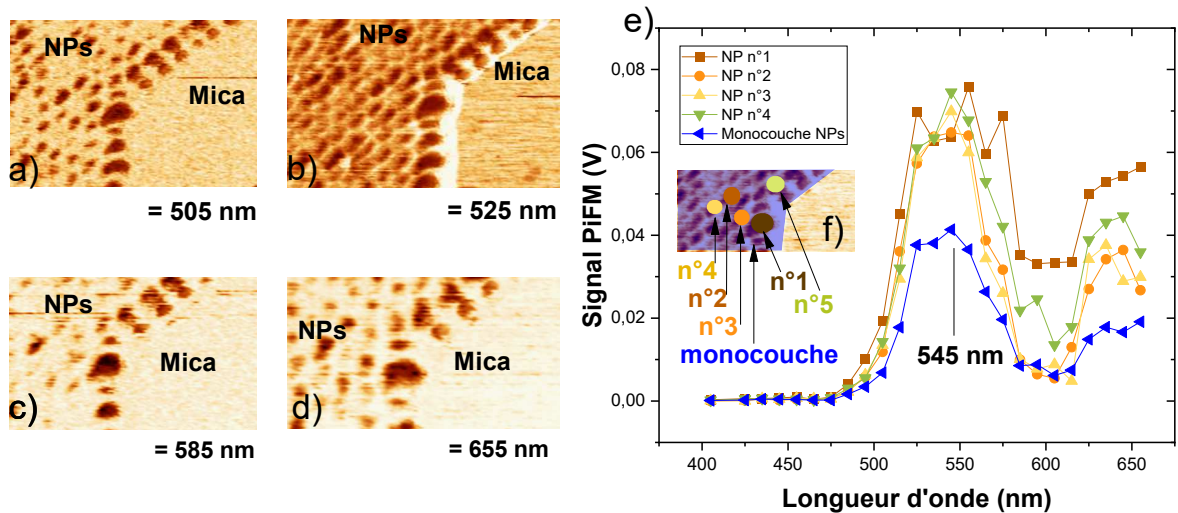 NPs
Mica
a)
= 505 nm
NPs
Mica
b)
= 525 nm
NPs
Mica
c)
= 585 nm
NPs
Mica
d)
= 655 nm
e)
0,08
0,06
0,04
0,02
0,00
Signal PiFM (V)
NP n°1
NP n°2
NP n°3
NP n°4
Monocouche NPs
f)
n°4
n°2
n°3
n°1
n°5
monocouche
545 nm
400 450 500 550 600 650
Longueur d'onde (nm)